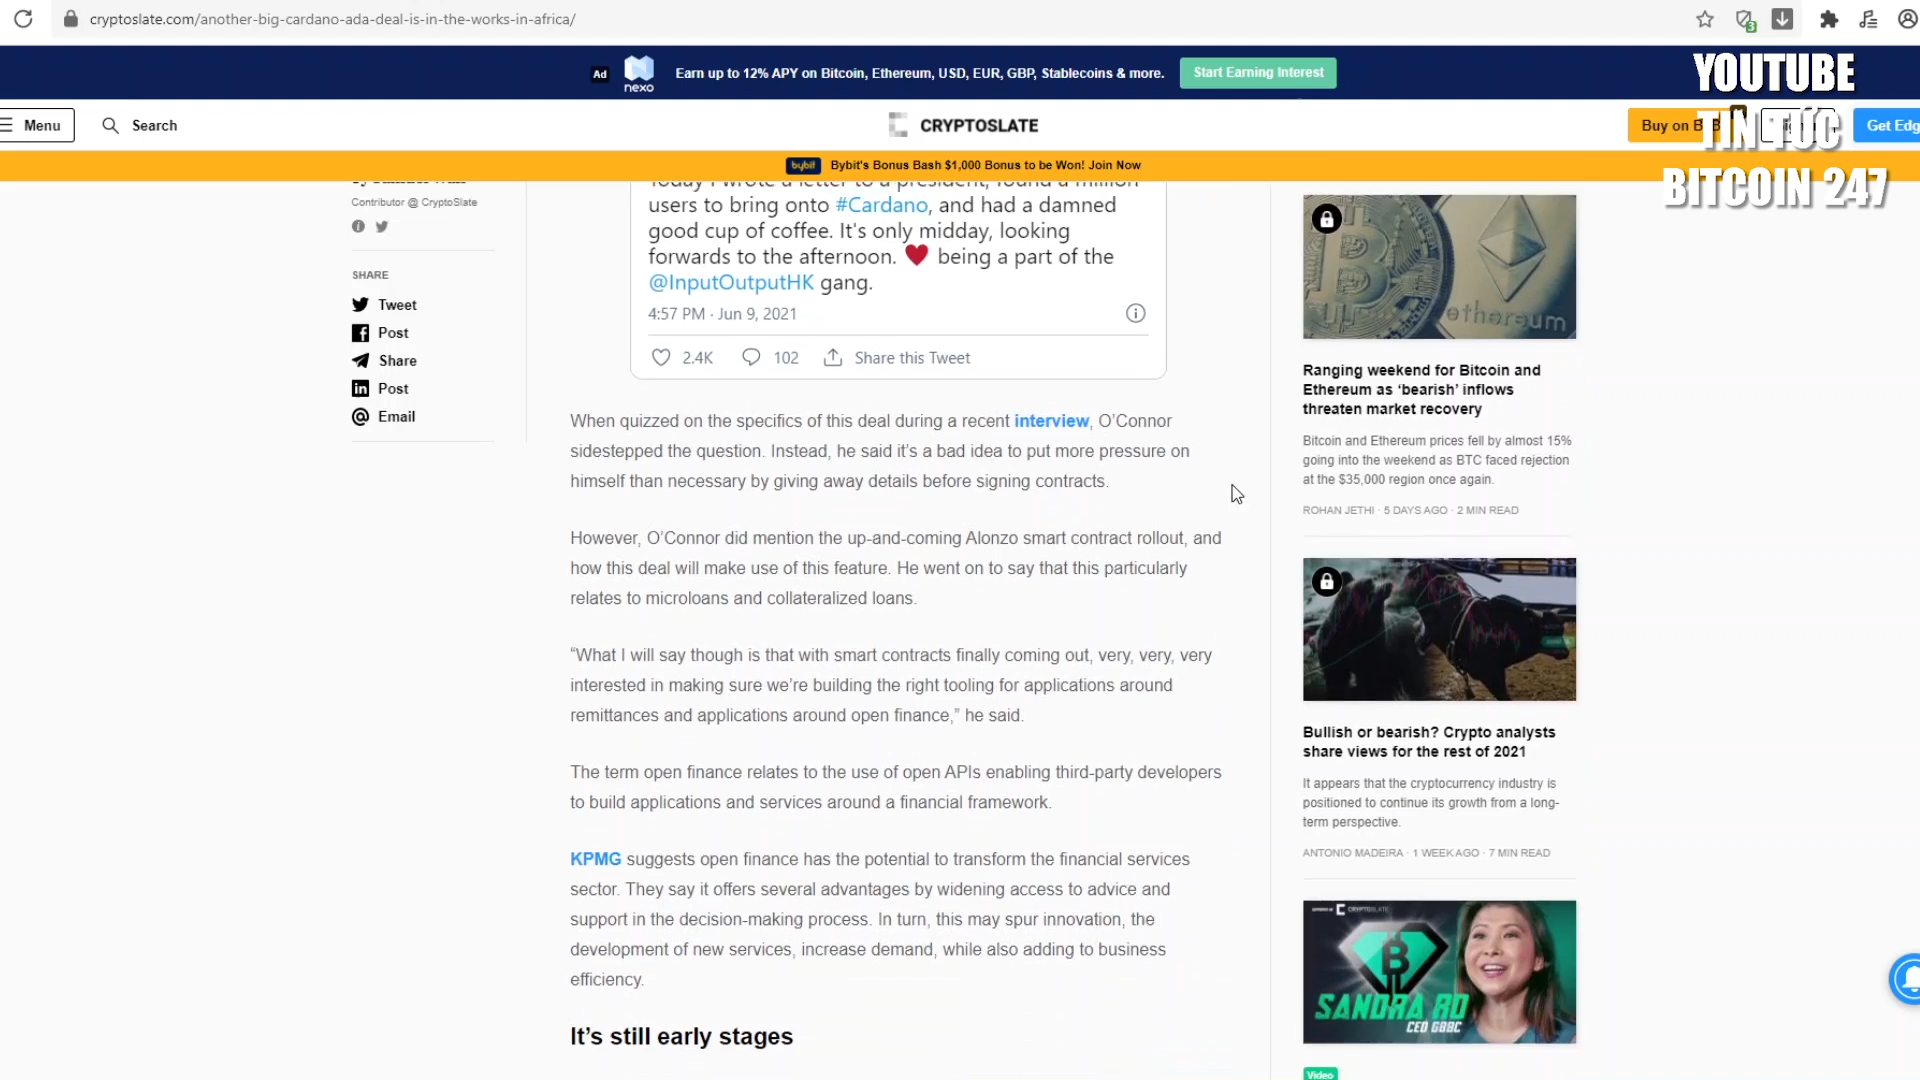 cryptoslate.com/another-big-cardano-ada-deal-is-in-the-works-in-africa/
3
Ad
nexo
Earn up to 12% APY on Bitcoin, Ethereum, USD, EUR, GBP, Stablecoins & more.
Start Earning Interest
YOUTUBE
TIN TỨC
BITCOIN 247
Menu
Search
CRYPTOSLATE
Buy on
Get Edg
bybit
Bybit's Bonus Bash $1,000 Bonus to be Won! Join Now
Contributor @ CryptoSlate
SHARE
Tweet
Post
Share
Post
Email
Today I wrote a letter to a president, found a million
users to bring onto #Cardano, and had a damned
good cup of coffee. It's only midday, looking
forwards to the afternoon. ♥ being a part of the
@InputOutputHK gang.
4:57 PM · Jun 9, 2021
2.4K
102
Share this Tweet
When quizzed on the specifics of this deal during a recent interview, O’Connor
sidestepped the question. Instead, he said it’s a bad idea to put more pressure on
himself than necessary by giving away details before signing contracts.
However, O’Connor did mention the up-and-coming Alonzo smart contract rollout, and
how this deal will make use of this feature. He went on to say that this particularly
relates to microloans and collateralized loans.
“What I will say though is that with smart contracts finally coming out, very, very, very
interested in making sure we’re building the right tooling for applications around
remittances and applications around open finance,” he said.
The term open finance relates to the use of open APIs enabling third-party developers
to build applications and services around a financial framework.
KPMG suggests open finance has the potential to transform the financial services
sector. They say it offers several advantages by widening access to advice and
support in the decision-making process. In turn, this may spur innovation, the
development of new services, increase demand, while also adding to business
efficiency.
It’s still early stages
ethereum
Ranging weekend for Bitcoin and
Ethereum as ‘bearish’ inflows
threaten market recovery
Bitcoin and Ethereum prices fell by almost 15%
going into the weekend as BTC faced rejection
at the $35,000 region once again.
ROHAN JETHI · 5 DAYS AGO · 2 MIN READ
Bullish or bearish? Crypto analysts
share views for the rest of 2021
It appears that the cryptocurrency industry is
positioned to continue its growth from a long-
term perspective.
ANTONIO MADEIRA · 1 WEEK AGO · 7 MIN READ
CRYPTOSLATE
SANDRA RO
CEO GBBC
Video